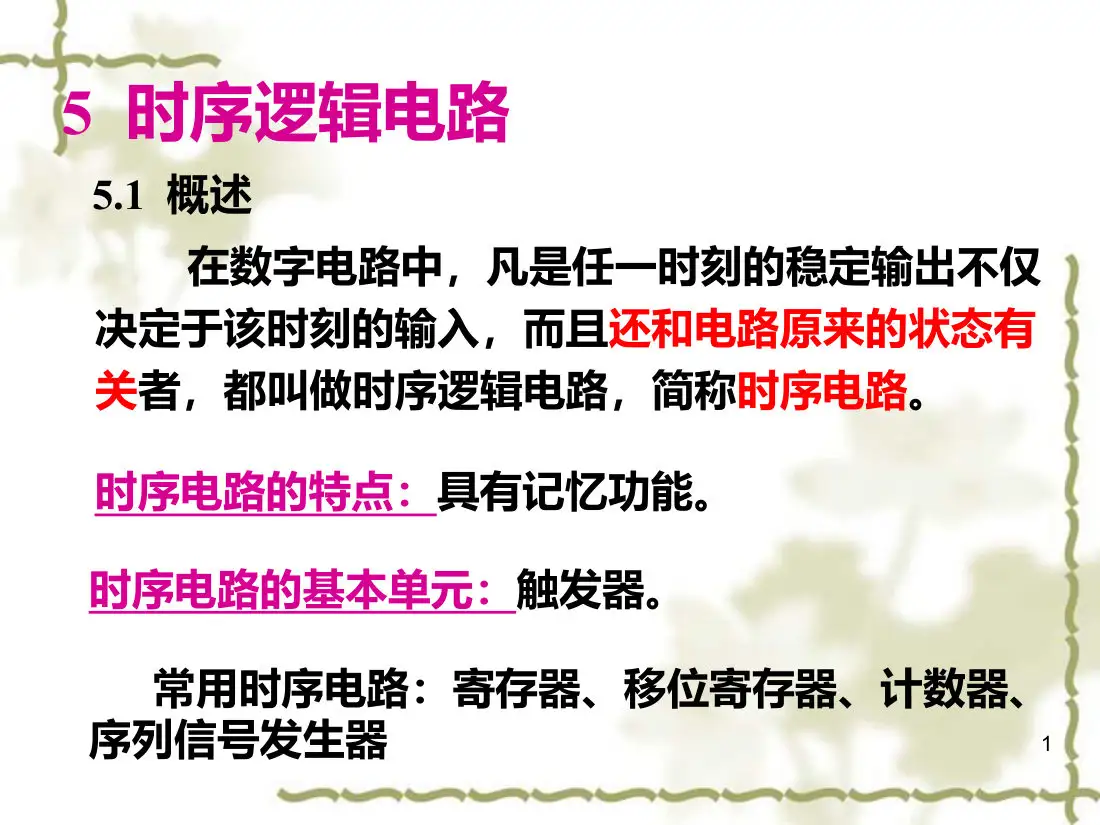 5 时序逻辑电路
5.1 概述
在数字电路中，凡是任一时刻的稳定输出不仅
决定于该时刻的输入，而且还和电路原来的状态有
关者，都叫做时序逻辑电路，简称时序电路。
时序电路的特点：具有记忆功能。
时序电路的基本单元：触发器。
常用时序电路：寄存器、移位寄存器、计数器、
序列信号发生器
1